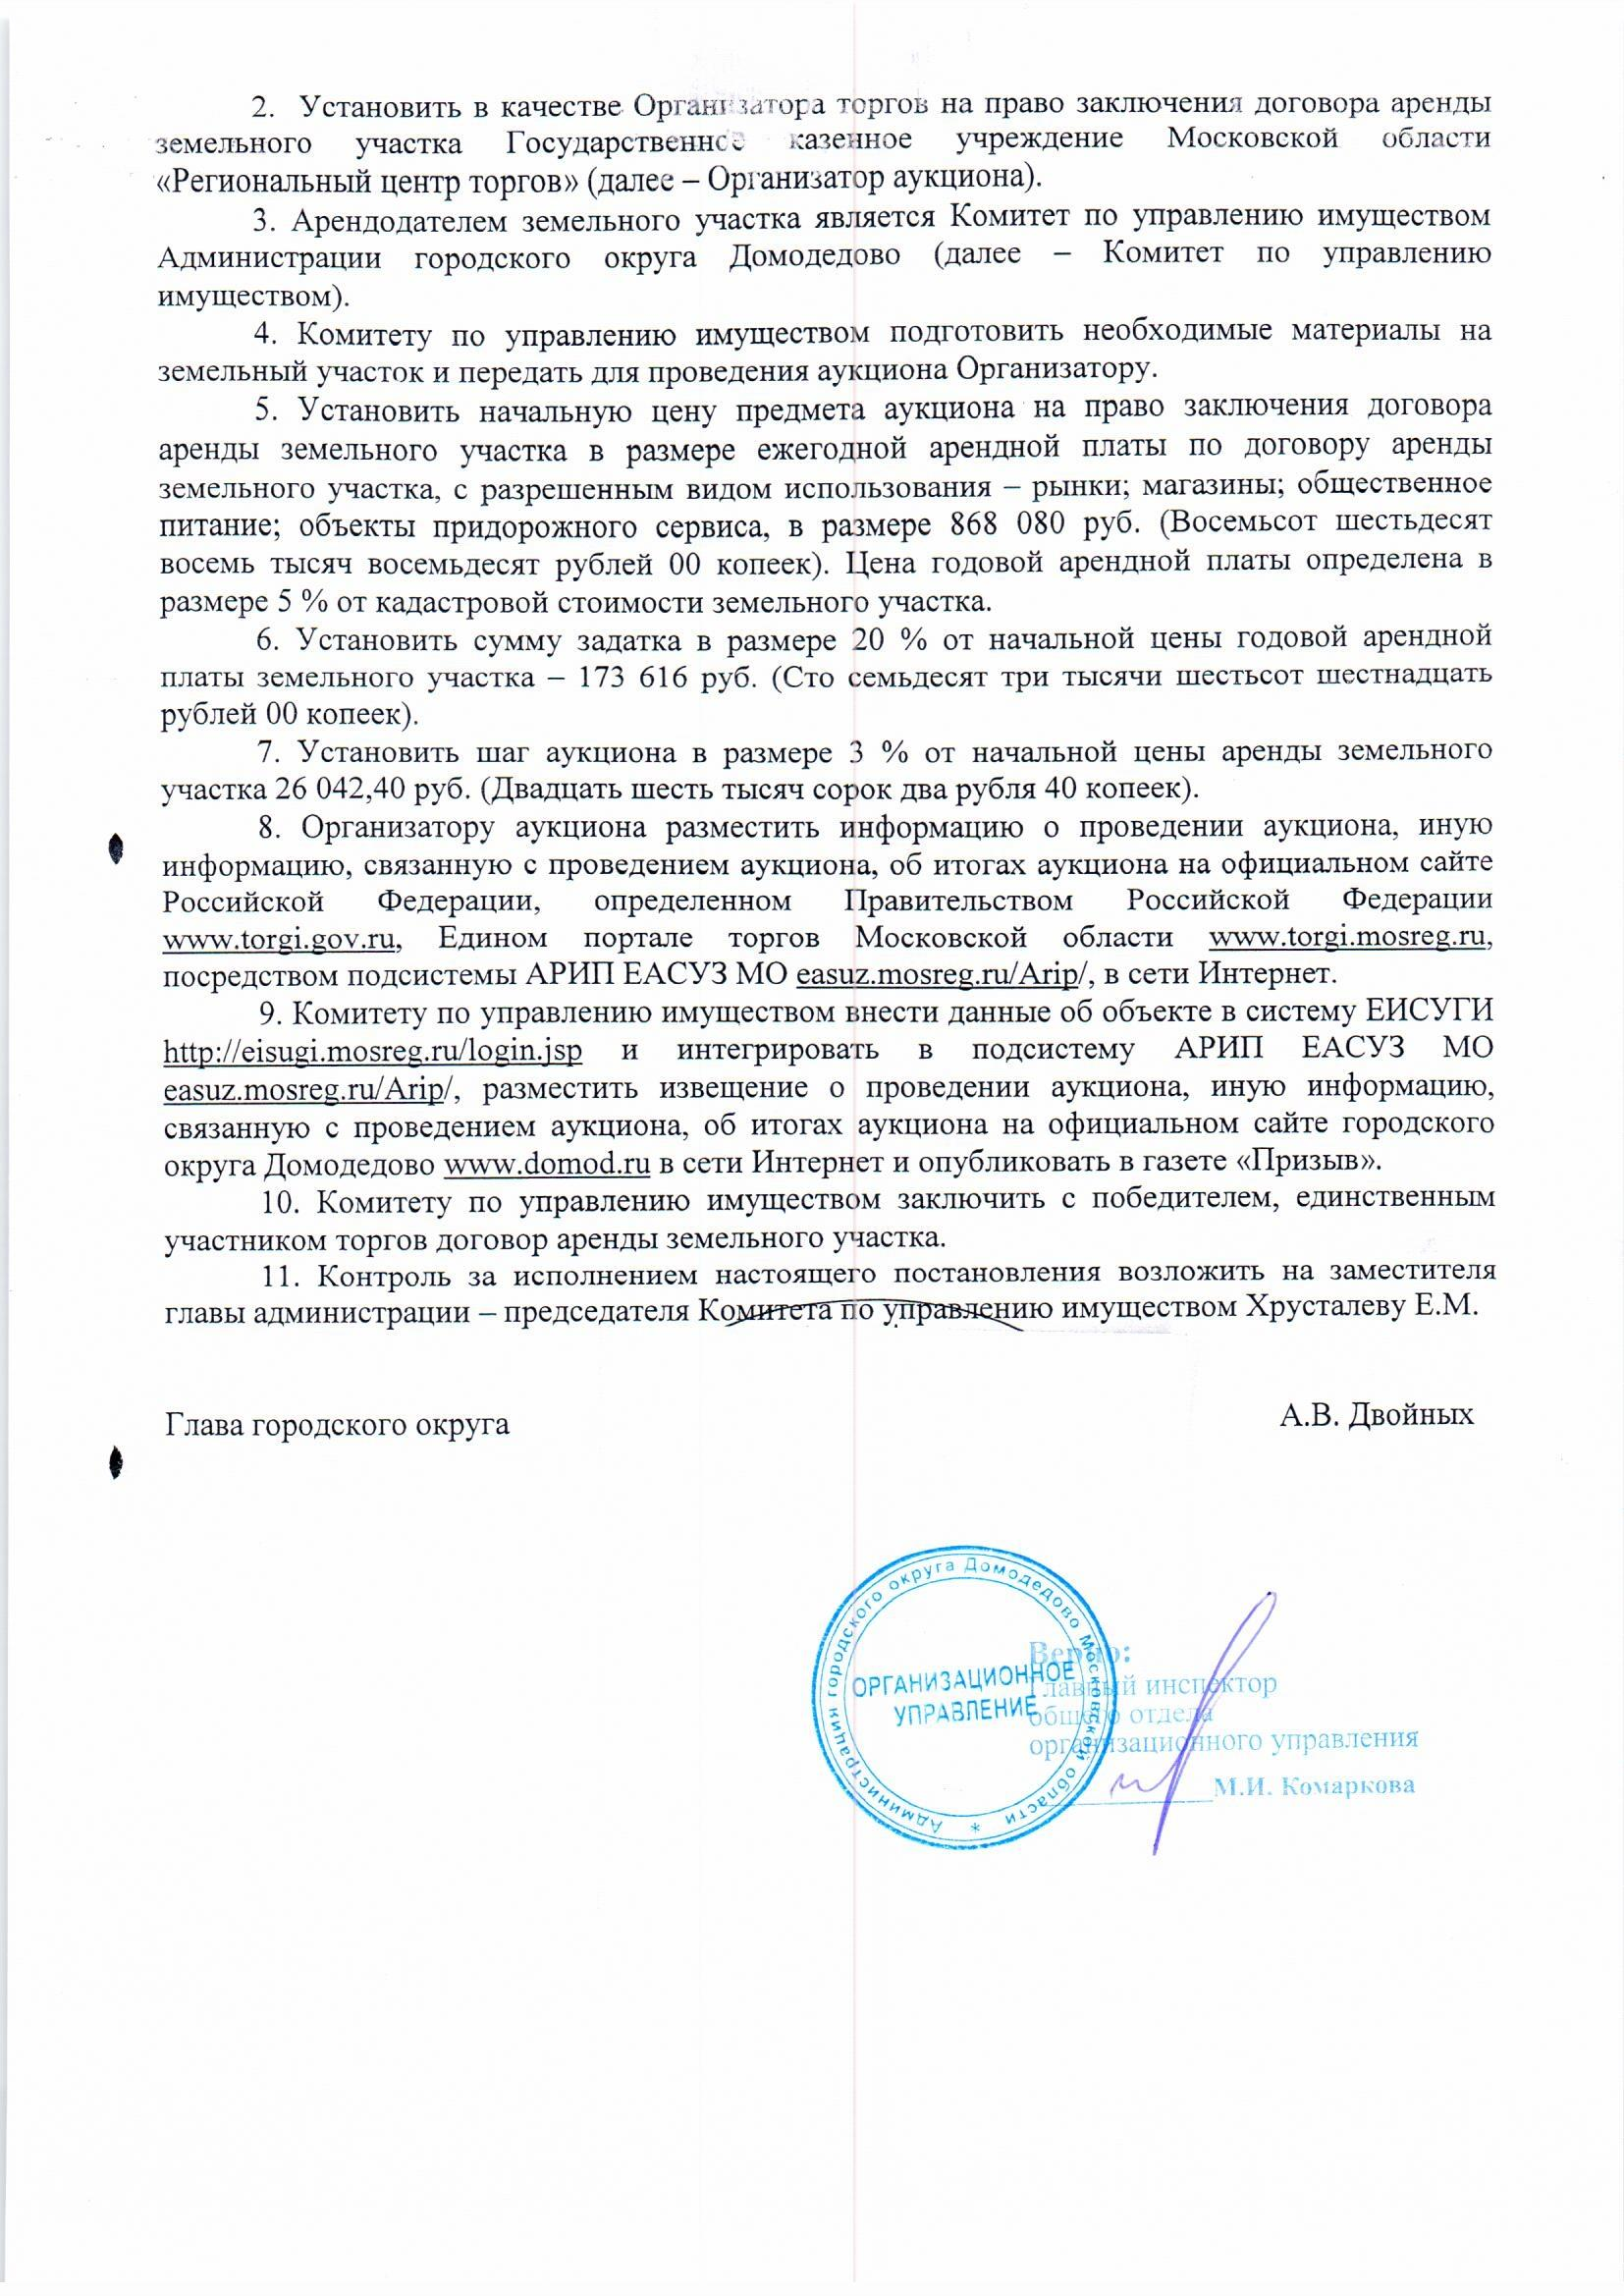 2. Установить в качестве Организатора торгов на право заключения договора аренды
земельного участка Государственное казенное учреждение Московской области
«Региональный центр торгов» (далее – Организатор аукциона).
3. Арендодателем земельного участка является Комитет по управлению имуществом
Администрации городского округа Домодедово (далее – Комитет по управлению
имуществом).
4. Комитету по управлению имуществом подготовить необходимые материалы на
земельный участок и передать для проведения аукциона Организатору.
5. Установить начальную цену предмета аукциона на право заключения договора
аренды земельного участка в размере ежегодной арендной платы по договору аренды
земельного участка, с разрешенным видом использования – рынки; магазины; общественное
питание; объекты придорожного сервиса, в размере 868 080 руб. (Восемьсот шестьдесят
восемь тысяч восемьдесят рублей 00 копеек). Цена годовой арендной платы определена в
размере 5 % от кадастровой стоимости земельного участка.
6. Установить сумму задатка в размере 20 % от начальной цены годовой арендной
платы земельного участка – 173 616 руб. (Сто семьдесят три тысячи шестьсот шестнадцать
рублей 00 копеек).
7. Установить шаг аукциона в размере 3 % от начальной цены аренды земельного
участка 26 042,40 руб. (Двадцать шесть тысяч сорок два рубля 40 копеек).
8. Организатору аукциона разместить информацию о проведении аукциона, иную
информацию, связанную с проведением аукциона, об итогах аукциона на официальном сайте
Российской Федерации, определенном Правительством Российской Федерации
www.torgi.gov.ru, Едином портале торгов Московской области www.torgi.mosreg.ru,
посредством подсистемы АРИП ЕАСУЗ МО easuz.mosreg.ru/Arip/, в сети Интернет.
9. Комитету по управлению имуществом внести данные об объекте в систему ЕИСУГИ
http://eisugi.mosreg.ru/login.jsp и интегрировать в подсистему АРИП ЕАСУЗ МО
easuz.mosreg.ru/Arip/, разместить извещение о проведении аукциона, иную информацию,
связанную с проведением аукциона, об итогах аукциона на официальном сайте городского
округа Домодедово www.domod.ru в сети Интернет и опубликовать в газете «Призыв».
10. Комитету по управлению имуществом заключить с победителем, единственным
участником торгов договор аренды земельного участка.
11. Контроль за исполнением настоящего постановления возложить на заместителя
главы администрации – председателя Комитета по управлению имуществом Хрусталеву Е.М.
Глава городского округа А.В. Двойных
Администрация городского округа Домодедово Московской области *
ОРГАНИЗАЦИОННОЕ
УПРАВЛЕНИЕ
Верно:
Главный инспектор
общего отдела
организационного управления
М.И. Комаркова